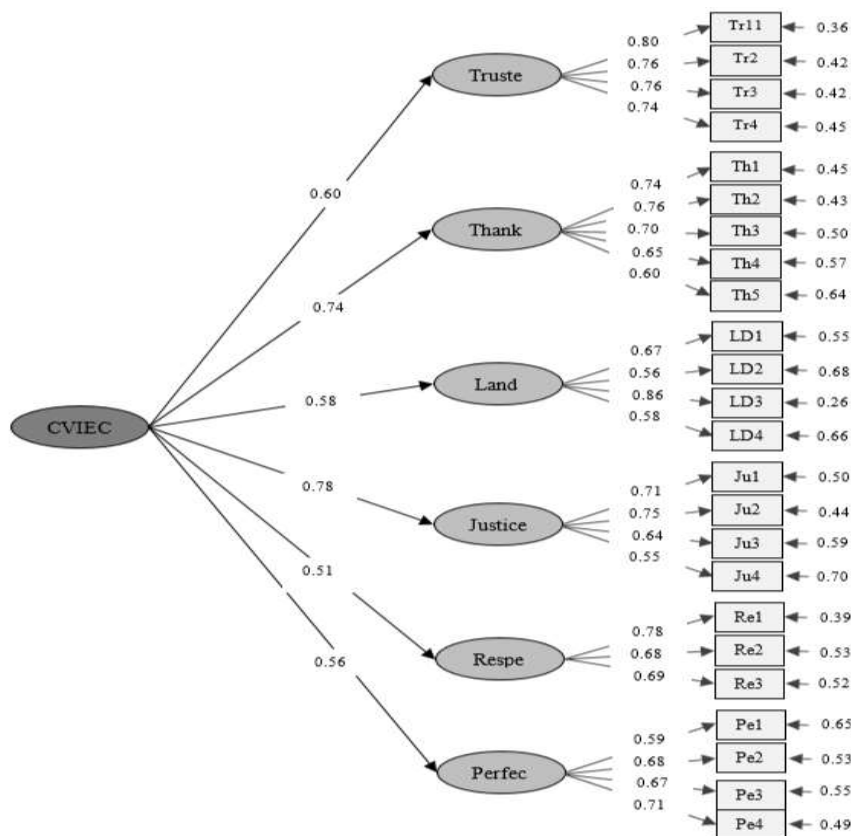 0.80 Tr11 0.36
0.76 Tr2 0.42
Truste
0.76 Tr3 0.42
0.74 Tr4 0.45
0.60
0.74 Th1 0.45
0.76 Th2 0.43
Thank
0.70 Th3 0.50
0.65 Th4 0.57
0.60 Th5 0.64
0.74
0.67 LD1 0.55
0.56 LD2 0.68
Land
0.86 LD3 0.26
0.58 LD4 0.66
0.58
CVIEC
0.78
0.71 Ju1 0.50
0.75 Ju2 0.44
Justice
0.64 Ju3 0.59
0.55 Ju4 0.70
0.51
0.78 Re1 0.39
0.68 Re2 0.53
Respe
0.69 Re3 0.52
0.56
0.59 Pe1 0.65
0.68 Pe2 0.53
Perfec
0.67 Pe3 0.55
0.71 Pe4 0.49